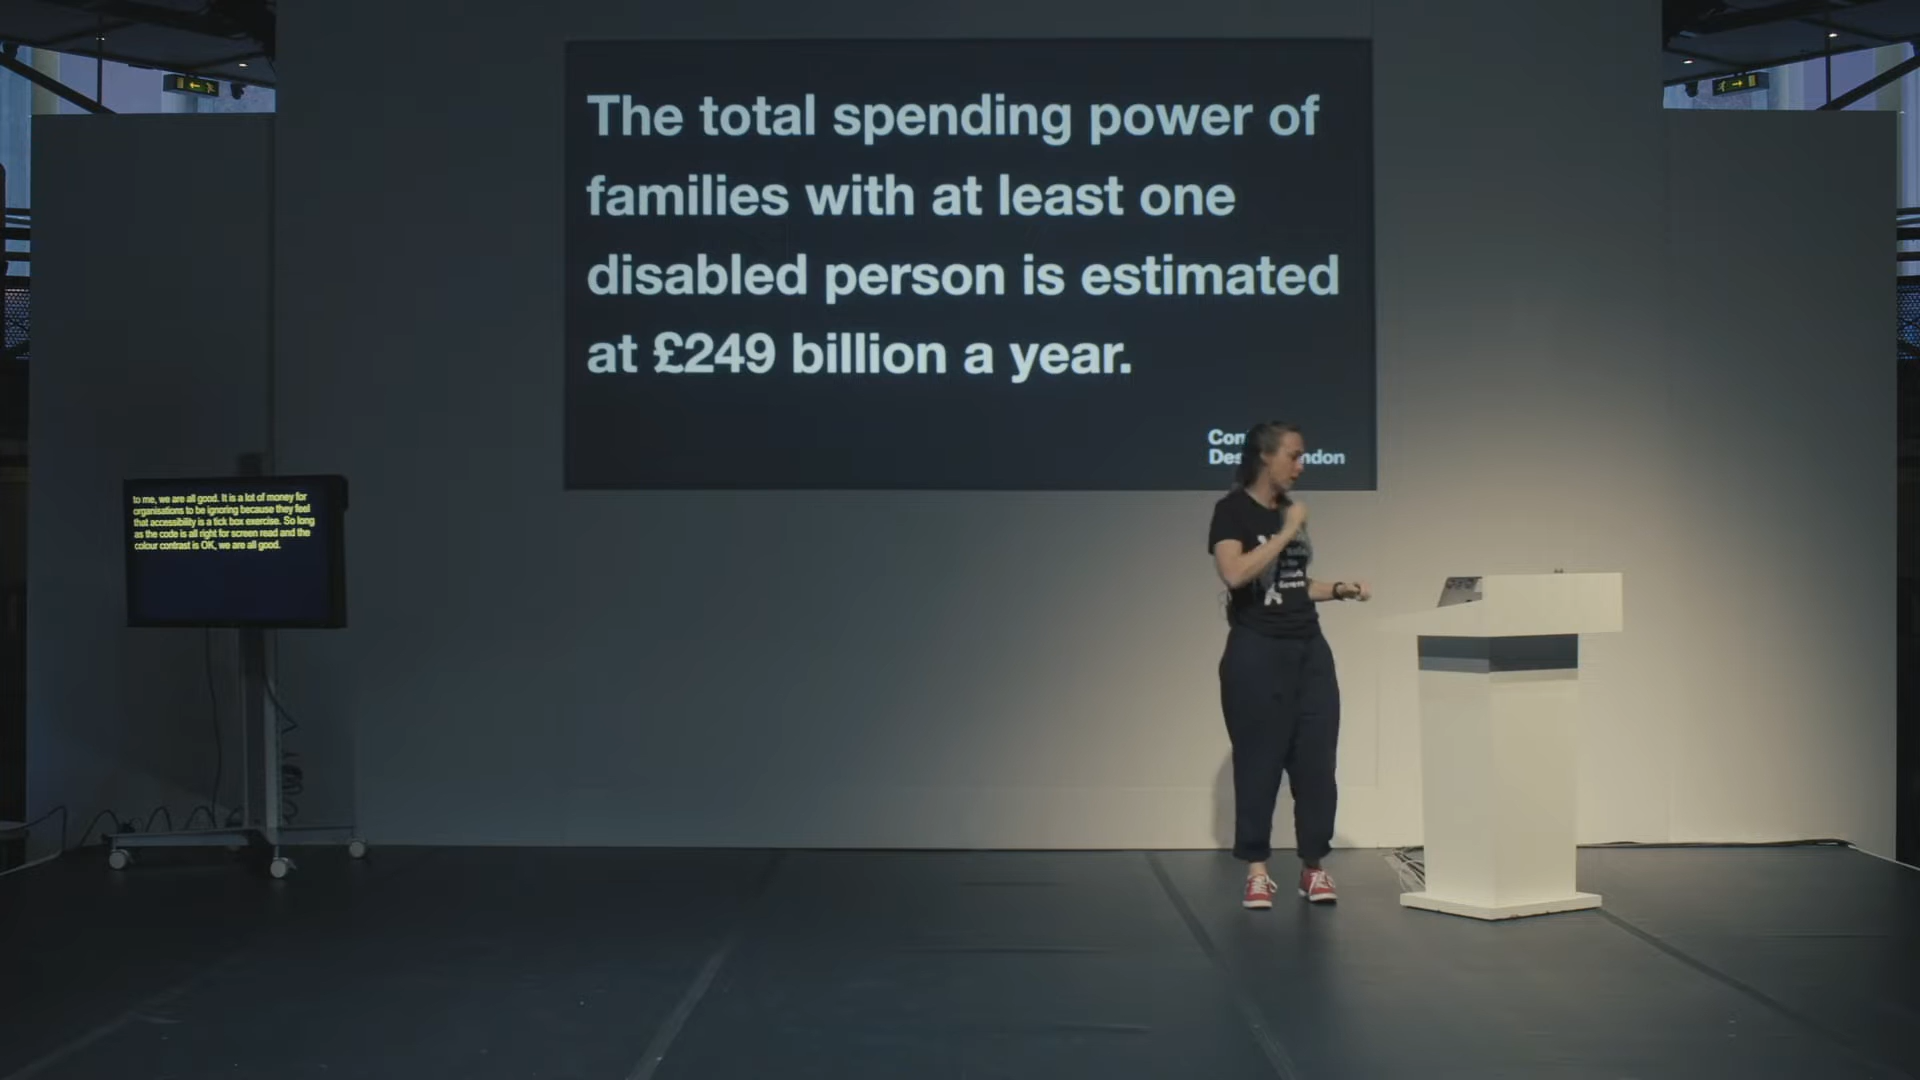 The total spending power of
families with at least one
disabled person is estimated
at £249 billion a year.
Con
Des ndon
to me, we are all good. It is a lot of money for
organisations to be ignoring because they feel
that accessibility is a tick box exercise. So long
as the code is all right for screen read and the
colour contrast is OK, we are all good.